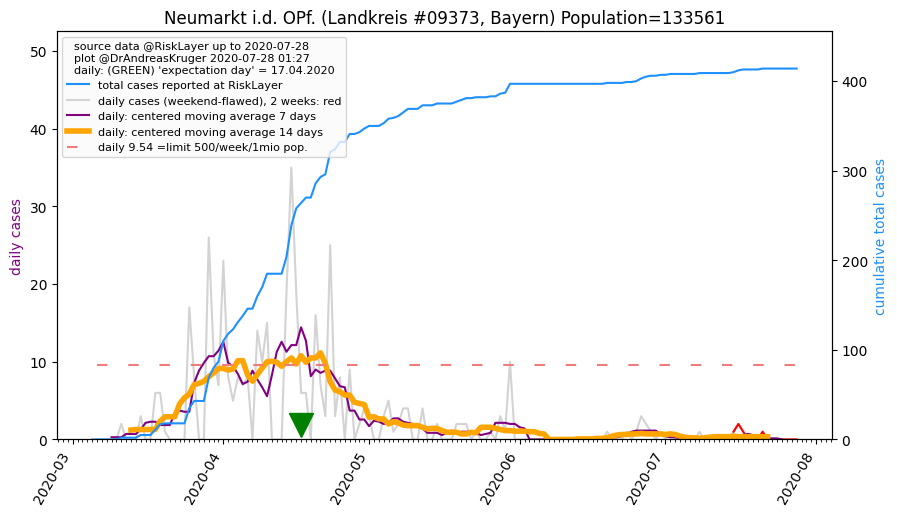 Neumarkt i.d. OPf. (Landkreis #09373, Bayern) Population=133561
source data @RiskLayer up to 2020-07-28
plot @DrAndreasKruger 2020-07-28 01:27
daily: (GREEN) 'expectation day' = 17.04.2020
total cases reported at RiskLayer
daily cases (weekend-flawed), 2 weeks: red
daily: centered moving average 7 days
daily: centered moving average 14 days
daily 9.54 =limit 500/week/1mio pop.
daily cases
50
40
30
20
10
0
cumulative total cases
400
300
200
100
0
2020-03
2020-04
2020-05
2020-06
2020-07
2020-08